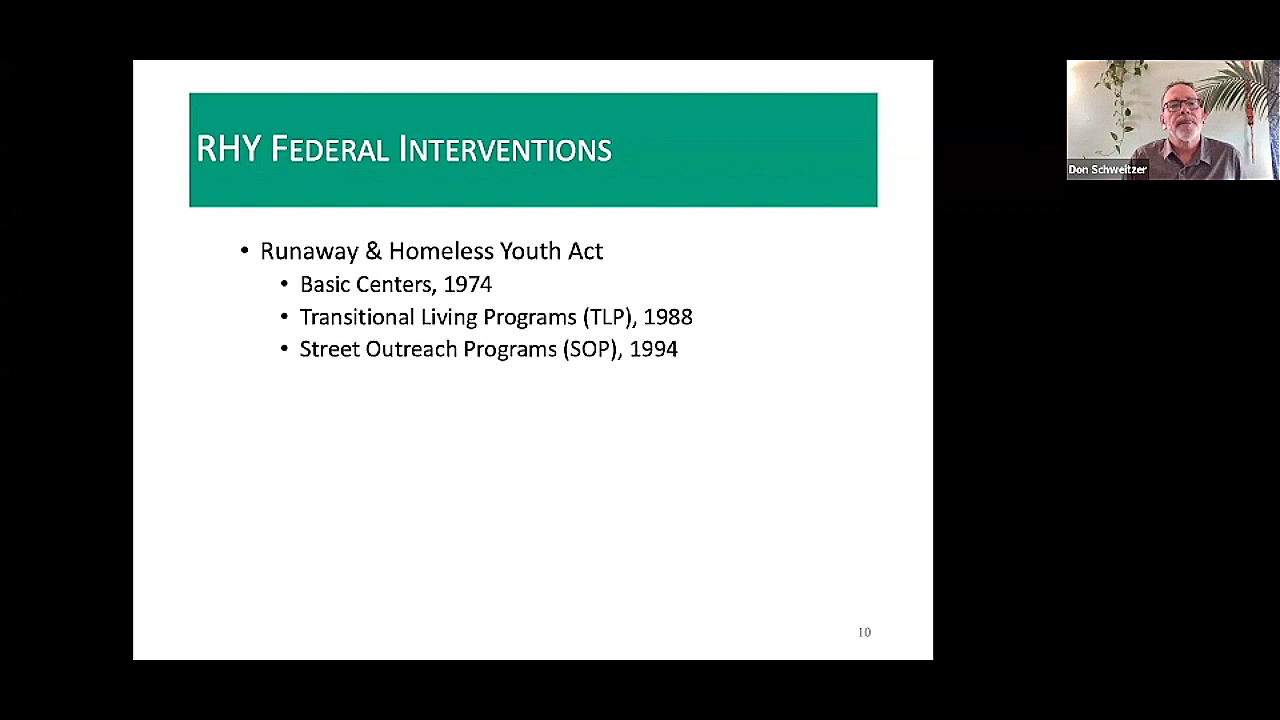 RHY FEDERAL INTERVENTIONS
• Runaway & Homeless Youth Act
• Basic Centers, 1974
• Transitional Living Programs (TLP), 1988
• Street Outreach Programs (SOP), 1994
10
Don Schweitzer